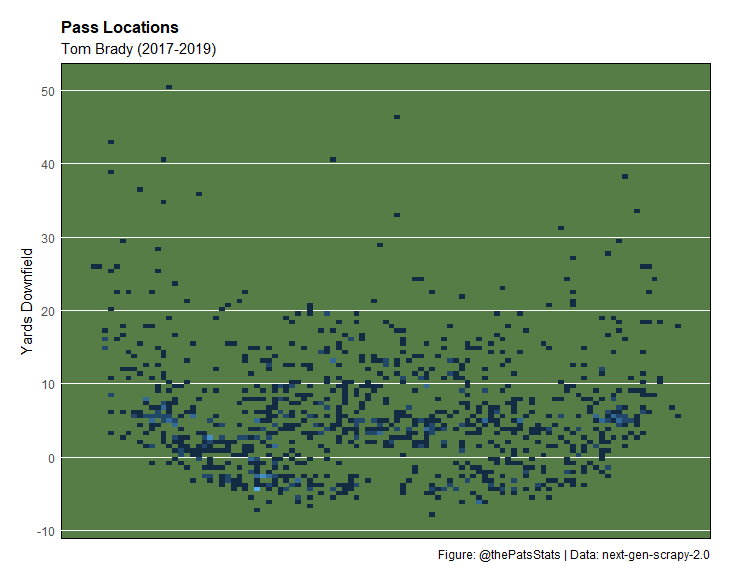 Pass Locations
Tom Brady (2017-2019)
50
40
30
20
10
0
-10
Yards Downfield
Figure: @thePatsStats | Data: next-gen-scrapy-2.0